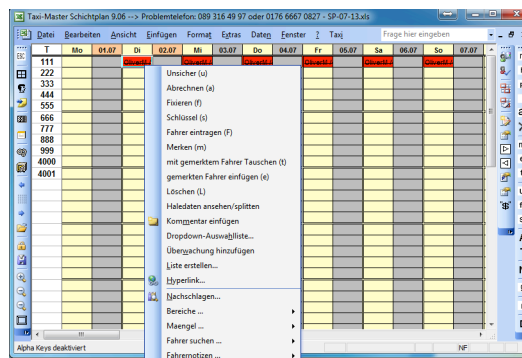 Taxi-Master Schichtplan 9.06 --> Problemtelefon: 089 316 49 97 oder 0176 6667 0827 - SP-07-13.xls
Datei Bearbeiten Ansicht Einfügen Format Extras Daten Fenster ? Taxi Frage hier eingeben
T Mo 01.07 Di 02.07 Mi 03.07 Do 04.07 Fr 05.07 Sa 06.07 So 07.07
111
222
333
444
555
666
777
888
999
4000
4001
Unsicher (u)
Abrechnen (a)
Fixieren (f)
Schlüssel (s)
Fahrer eintragen (F)
Merken (m)
mit gemerktem Fahrer Tauschen (t)
gemerkten Fahrer einfügen (e)
Löschen (L)
Haledaten ansehen/splitten
Kommentar einfügen
Dropdown-Auswahlliste...
Überwachung hinzufügen
Liste erstellen...
Hyperlink...
Nachschlagen...
Bereiche ...
Maengel ...
Fahrer suchen ...
Fahrernotizen ...
Alpha Keys deaktiviert NF